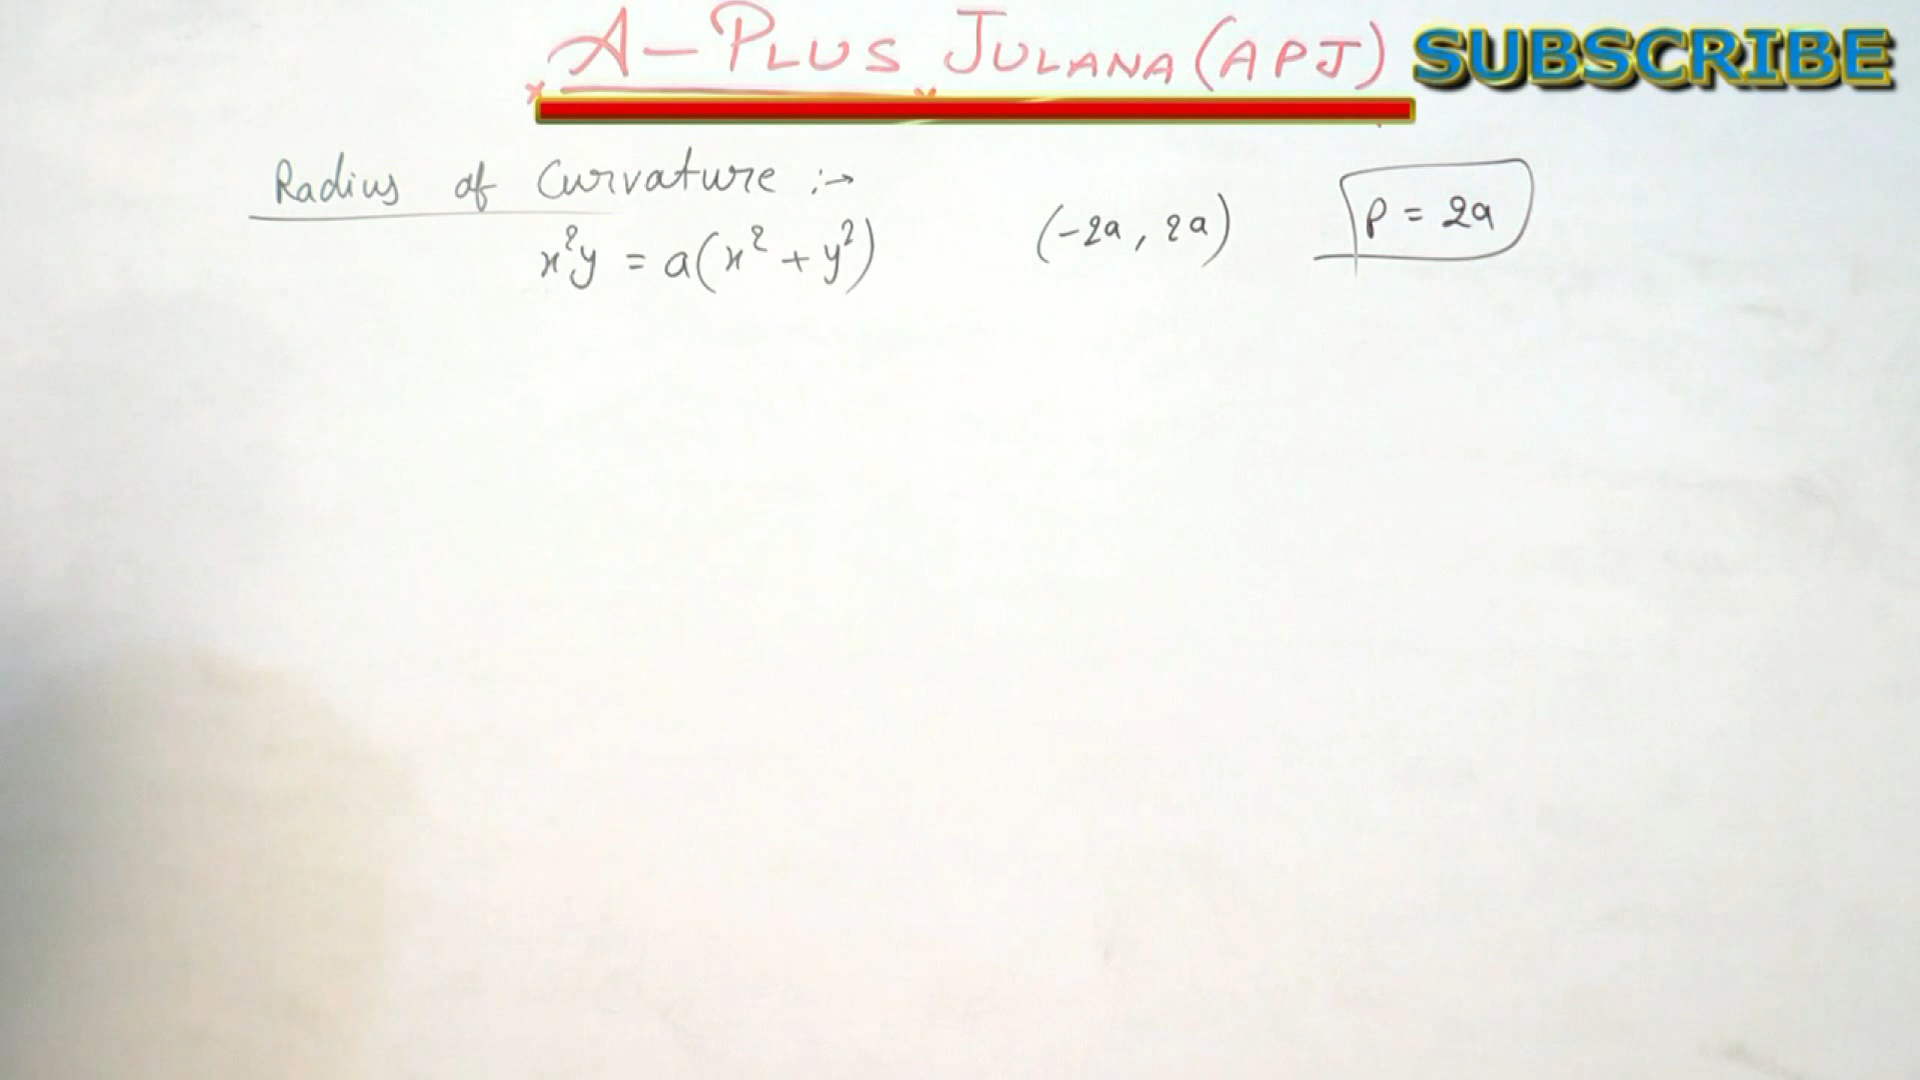 A-PLUS JULANA (APJ) SUBSCRIBE
Radius of Curvature :→
x²y = a(x² + y²) (-2a, 2a) ρ = 2a